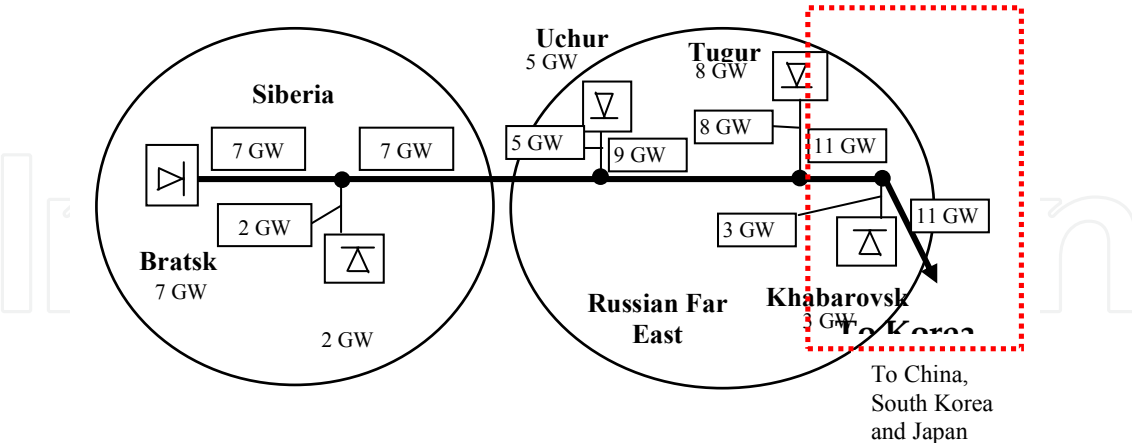 Uchur
5 GW
Tugur
8 GW
Siberia
7 GW
7 GW
5 GW
9 GW
8 GW
11 GW
2 GW
3 GW
11 GW
Bratsk
7 GW
2 GW
Russian Far
East
Khabarovsk
3 GW
To Korea
To China,
South Korea
and Japan